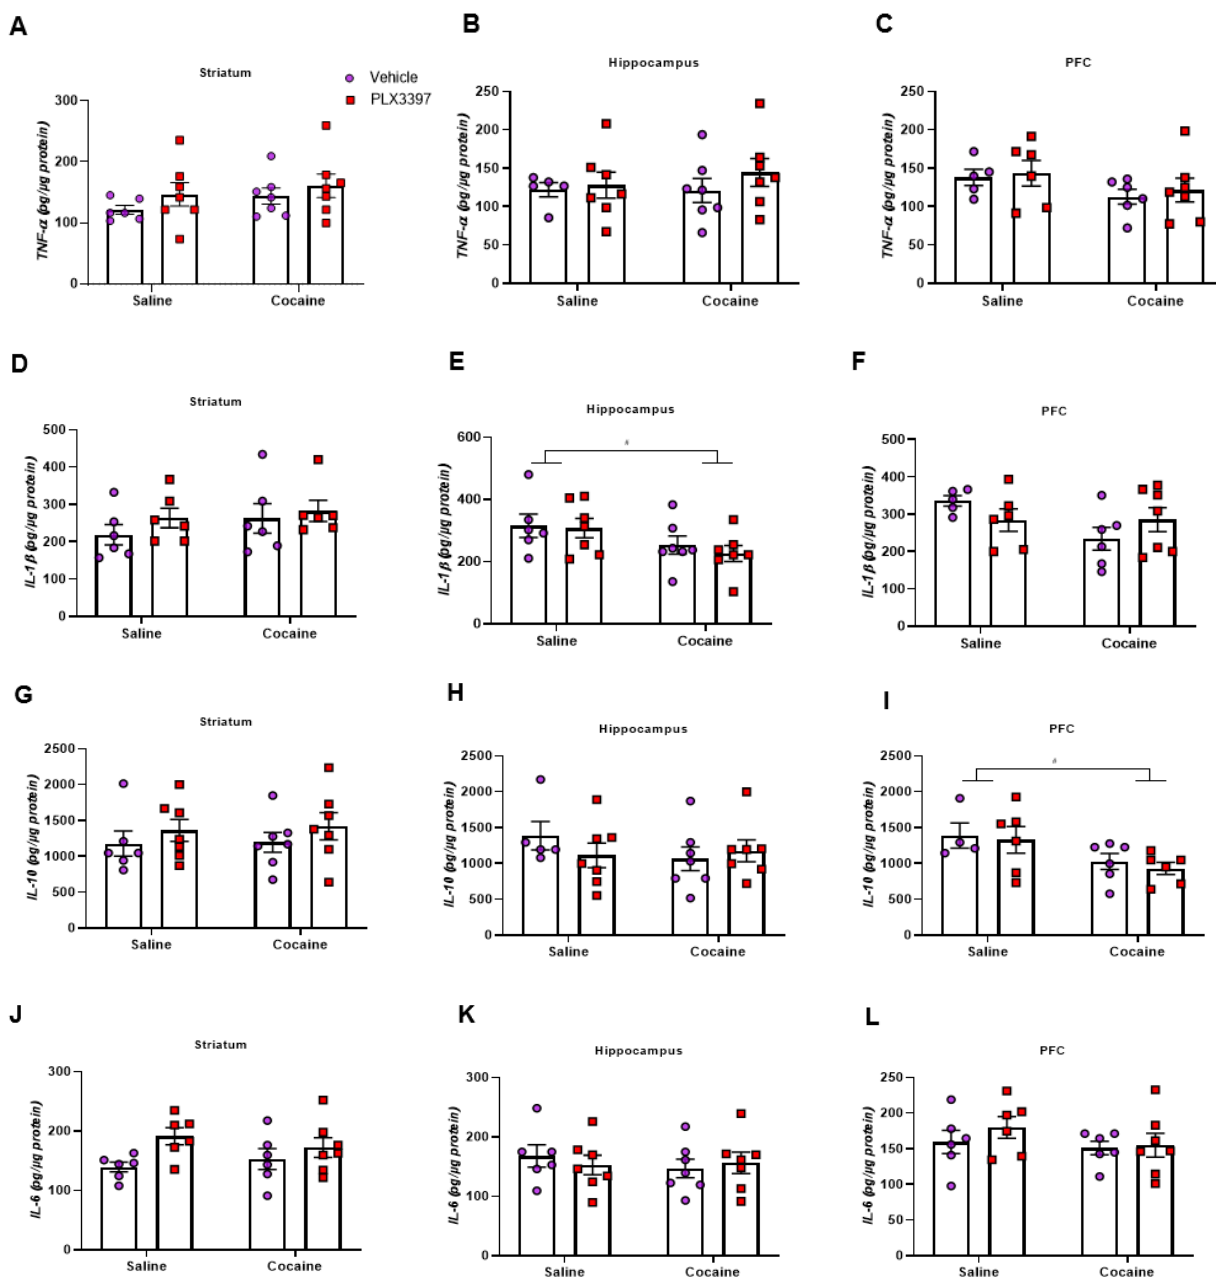 A
B
C
Striatum
Vehicle
PLX3397
Hippocampus
PFC
TNF-α (pg/µg protein)
300
200
100
0
Saline
Cocaine
TNF-α (pg/µg protein)
250
200
150
100
50
0
Saline
Cocaine
TNF-α (pg/µg protein)
250
200
150
100
50
0
Saline
Cocaine
D
E
F
Striatum
IL-1β (pg/µg protein)
500
400
300
200
100
0
Saline
Cocaine
Hippocampus
IL-1β (pg/µg protein)
600
400
200
0
#
Saline
Cocaine
PFC
IL-1β (pg/µg protein)
500
400
300
200
100
0
Saline
Cocaine
G
H
I
Striatum
IL-10 (pg/µg protein)
2500
2000
1500
1000
500
0
Saline
Cocaine
Hippocampus
IL-10 (pg/µg protein)
2500
2000
1500
1000
500
0
Saline
Cocaine
PFC
IL-10 (pg/µg protein)
2500
2000
1500
1000
500
0
#
Saline
Cocaine
J
K
L
Striatum
IL-6 (pg/µg protein)
300
200
100
0
Saline
Cocaine
Hippocampus
IL-6 (pg/µg protein)
300
200
100
0
Saline
Cocaine
PFC
IL-6 (pg/µg protein)
250
200
150
100
50
0
Saline
Cocaine